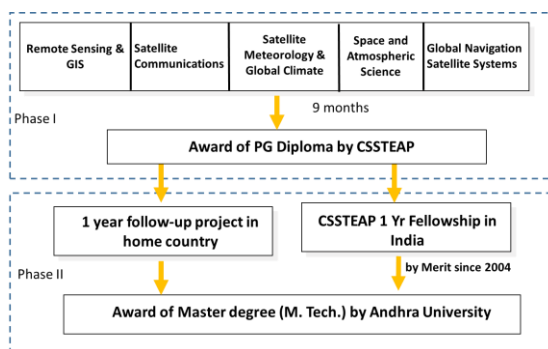 Remote Sensing &
GIS
Satellite
Communications
Satellite
Meteorology &
Global Climate
Space and
Atmospheric
Science
Global Navigation
Satellite Systems
9 months
Phase I
Award of PG Diploma by CSSTEAP
1 year follow-up project in
home country
CSSTEAP 1 Yr Fellowship in
India
Phase II
by Merit since 2004
Award of Master degree (M. Tech.) by Andhra University